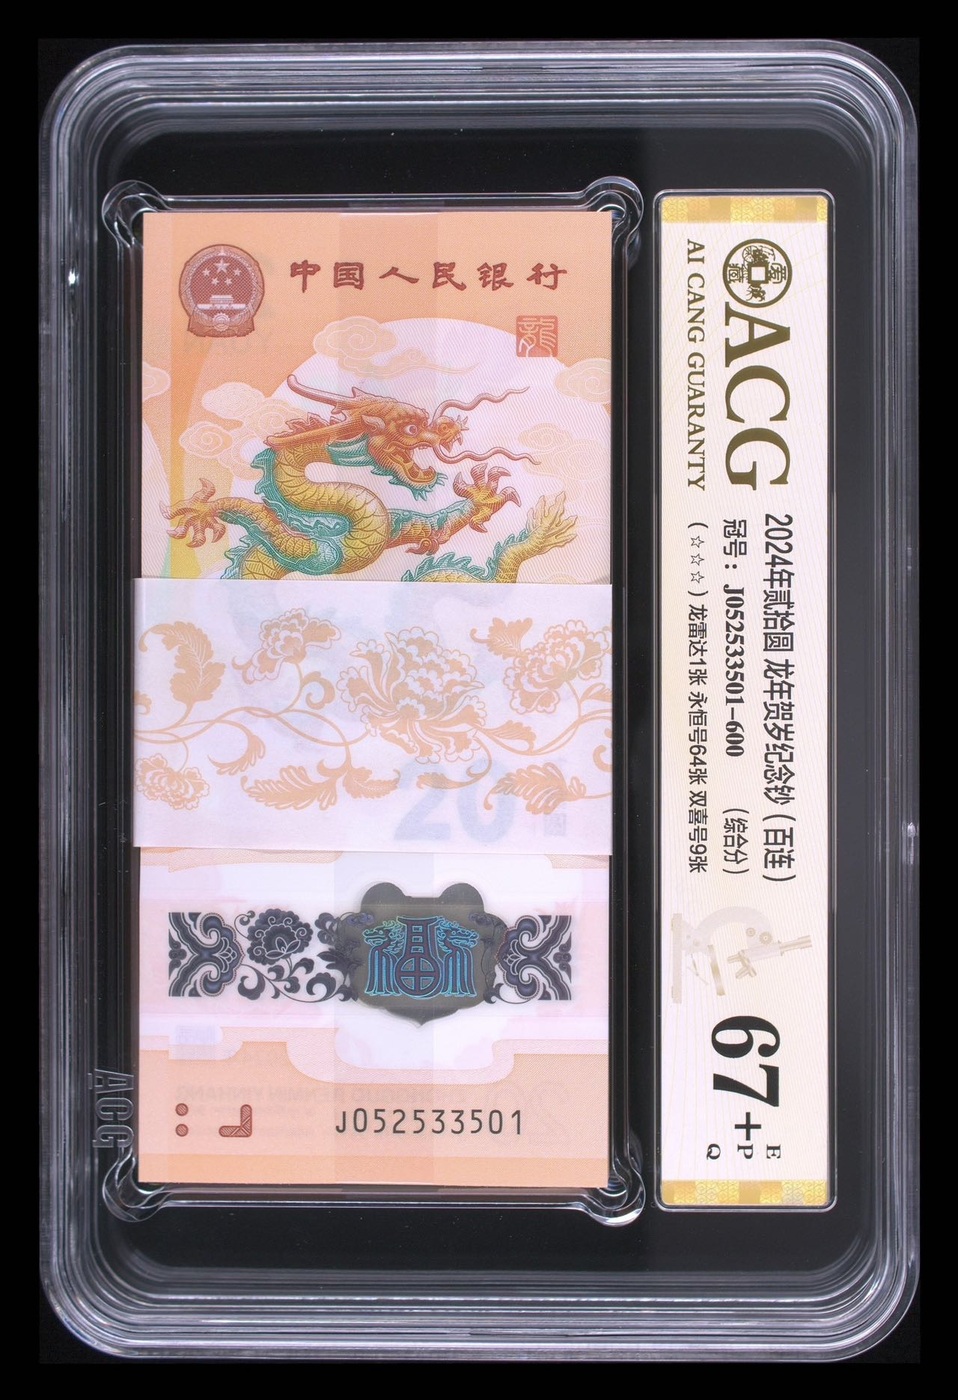 中国人民银行
龍
20
J052533501
ACG
ACG
AI CANG GUARANTY
2024年贰拾圆 龙年贺岁纪念钞（百连）
冠号：J052533501-600 （综合分）
（☆☆☆）龙雷达1张 永恒号64张 双喜号9张
67+
E
P
Q